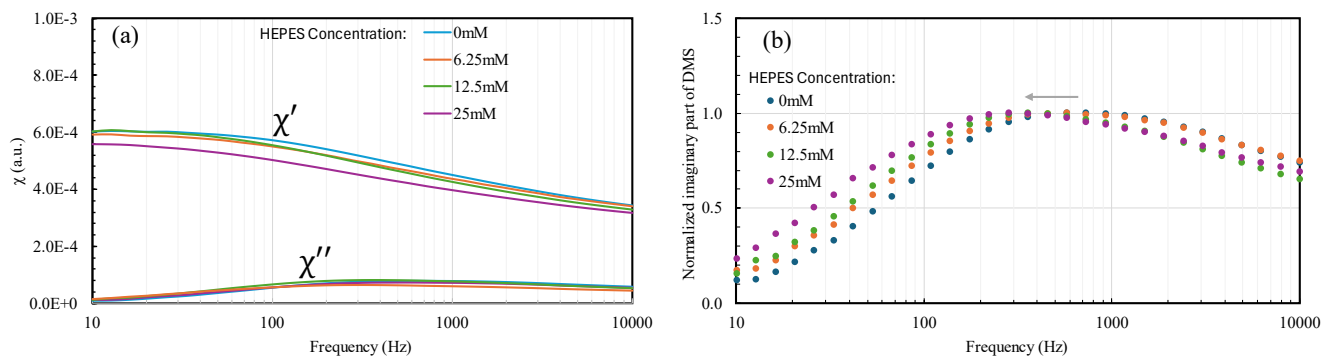 (a)
HEPES Concentration:
0mM
6.25mM
12.5mM
25mM
χ′
χ″
χ (a.u.)
1.0E-3
8.0E-4
6.0E-4
4.0E-4
2.0E-4
0.0E+0
10
100
1000
10000
Frequency (Hz)
(b)
HEPES Concentration:
0mM
6.25mM
12.5mM
25mM
Normalized imaginary part of DMS
1.5
1.0
0.5
0.0
10
100
1000
10000
Frequency (Hz)